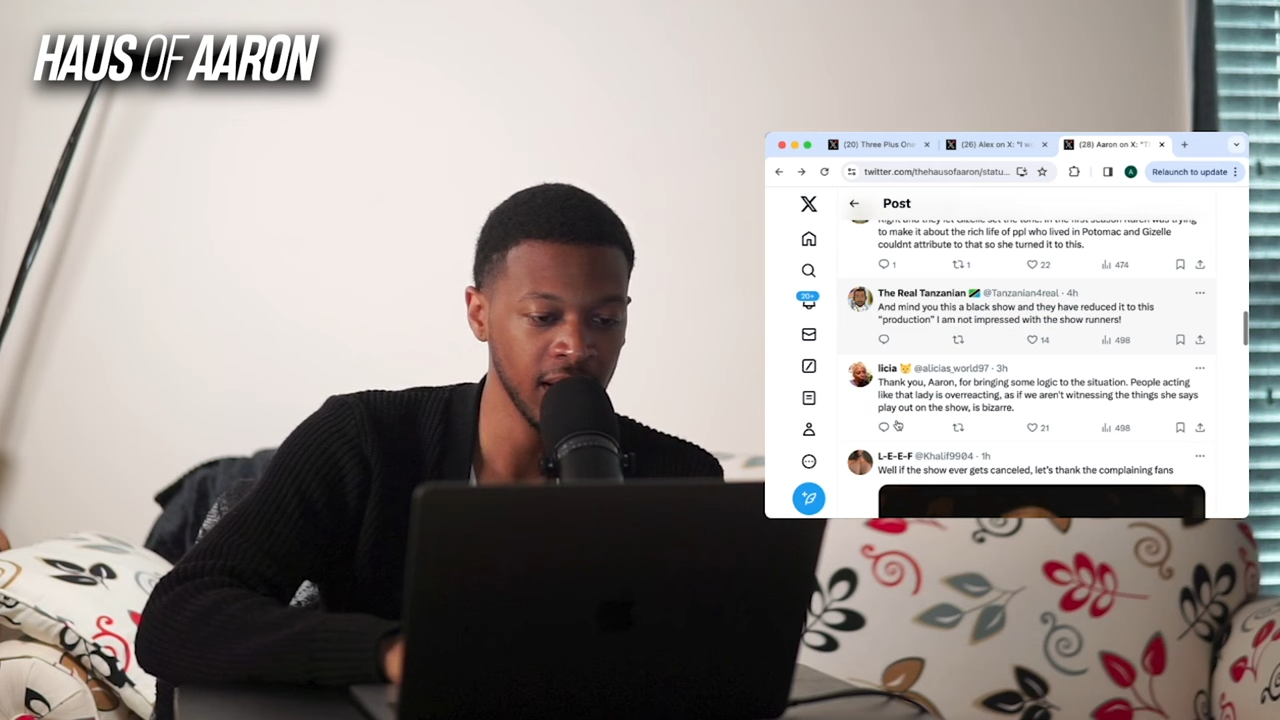 HAUS OF AARON
(20) Three Plus One
(26) Alex on X: "I wo
(28) Aaron on X: "Th
twitter.com/thehausofaaron/statu...
Relaunch to update
Post
Right and they let Gizelle set the tone. In the first season Karen was trying
to make it about the rich life of ppl who lived in Potomac and Gizelle
couldnt attribute to that so she turned it to this.
1
1
22
474
20+
The Real Tanzanian 🇹🇿 @Tanzanian4real · 4h
And mind you this a black show and they have reduced it to this
"production" I am not impressed with the show runners!
14
498
licia 😼 @alicias_world97 · 3h
Thank you, Aaron, for bringing some logic to the situation. People acting
like that lady is overreacting, as if we aren't witnessing the things she says
play out on the show, is bizarre.
21
498
L-E-E-F @Khalif9904 · 1h
Well if the show ever gets canceled, let's thank the complaining fans